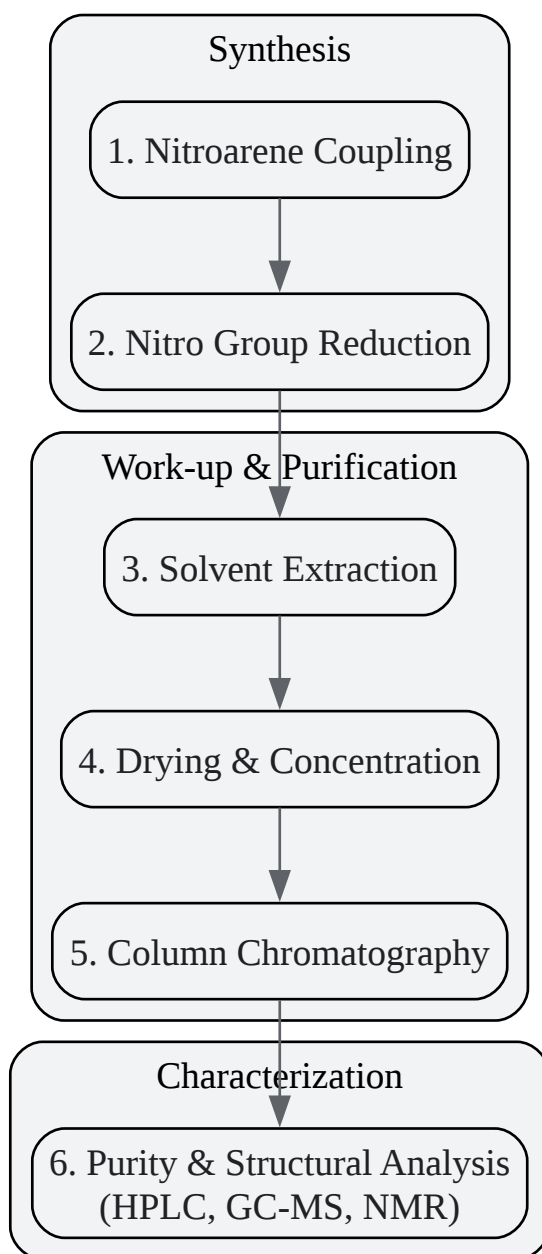 Synthesis
1. Nitroarene Coupling
2. Nitro Group Reduction
Work-up & Purification
3. Solvent Extraction
4. Drying & Concentration
5. Column Chromatography
Characterization
6. Purity & Structural Analysis
(HPLC, GC-MS, NMR)